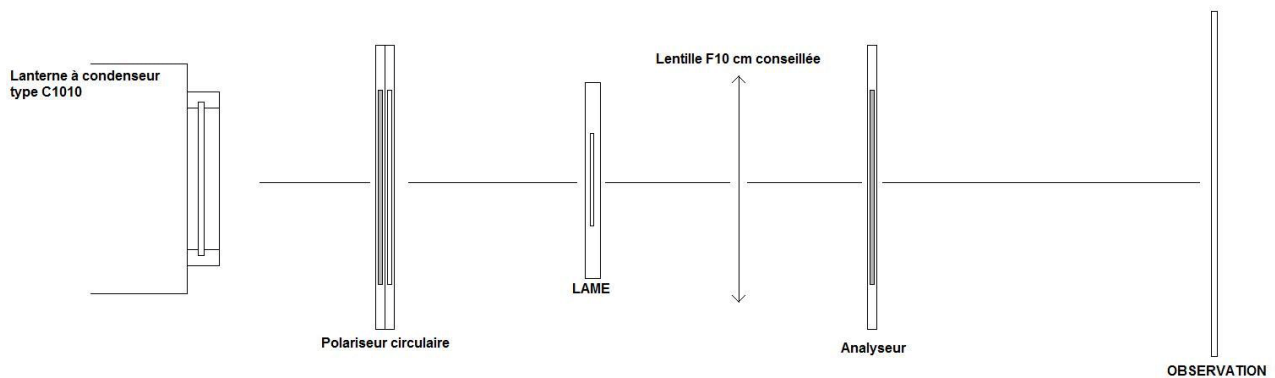 Lanterne à condenseur
type C1010
Lentille F10 cm conseillée
LAME
Polariseur circulaire
Analyseur
OBSERVATION